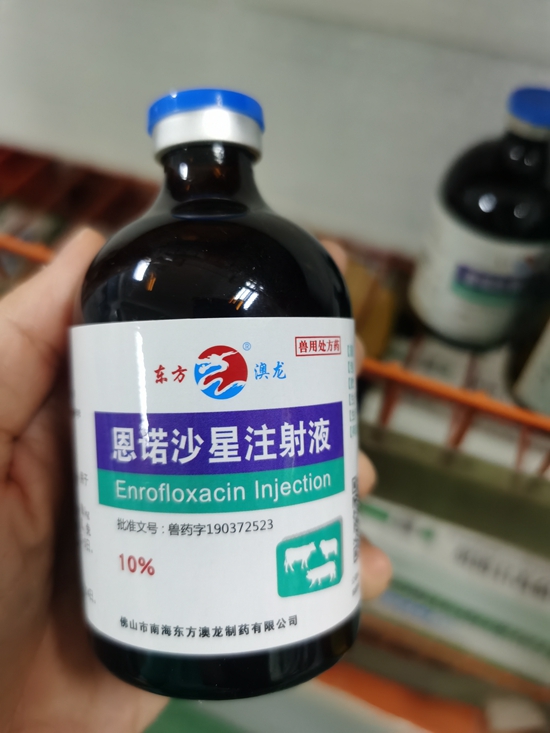 兽用处方药
东方 ® 澳龙
恩诺沙星注射液
Enrofloxacin Injection
批准文号：兽药字190372523
10%
佛山市南海东方澳龙制药有限公司